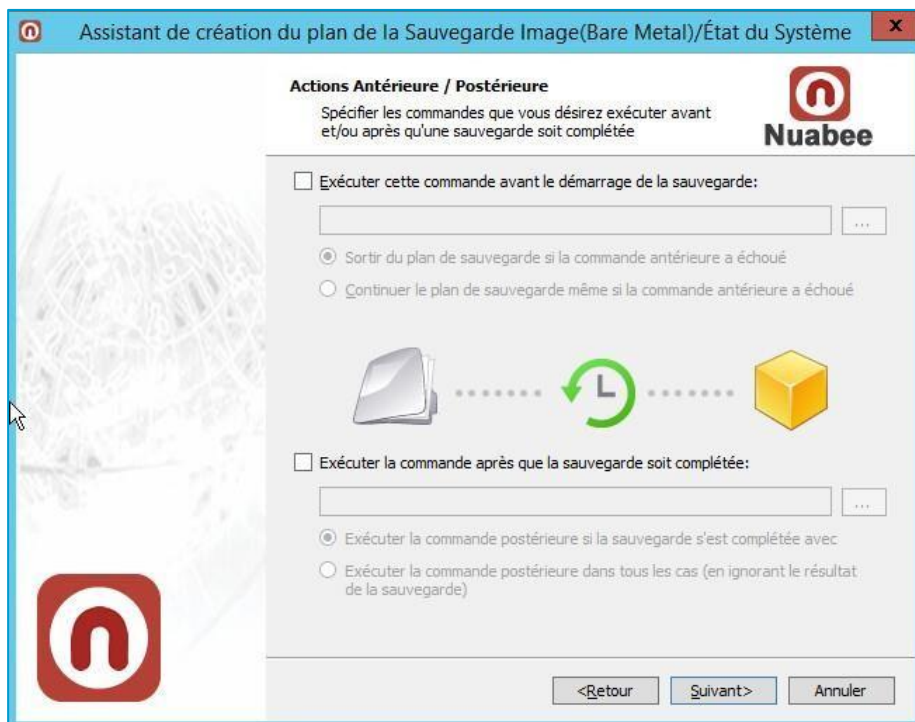 Assistant de création du plan de la Sauvegarde Image(Bare Metal)/État du Système
x
Actions Antérieure / Postérieure
Spécifier les commandes que vous désirez exécuter avant
et/ou après qu'une sauvegarde soit complétée
Nuabee
Exécuter cette commande avant le démarrage de la sauvegarde:
...
Sortir du plan de sauvegarde si la commande antérieure a échoué
Continuer le plan de sauvegarde même si la commande antérieure a échoué
Exécuter la commande après que la sauvegarde soit complétée:
...
Exécuter la commande postérieure si la sauvegarde s'est complétée avec
Exécuter la commande postérieure dans tous les cas (en ignorant le résultat
de la sauvegarde)
<Retour Suivant> Annuler